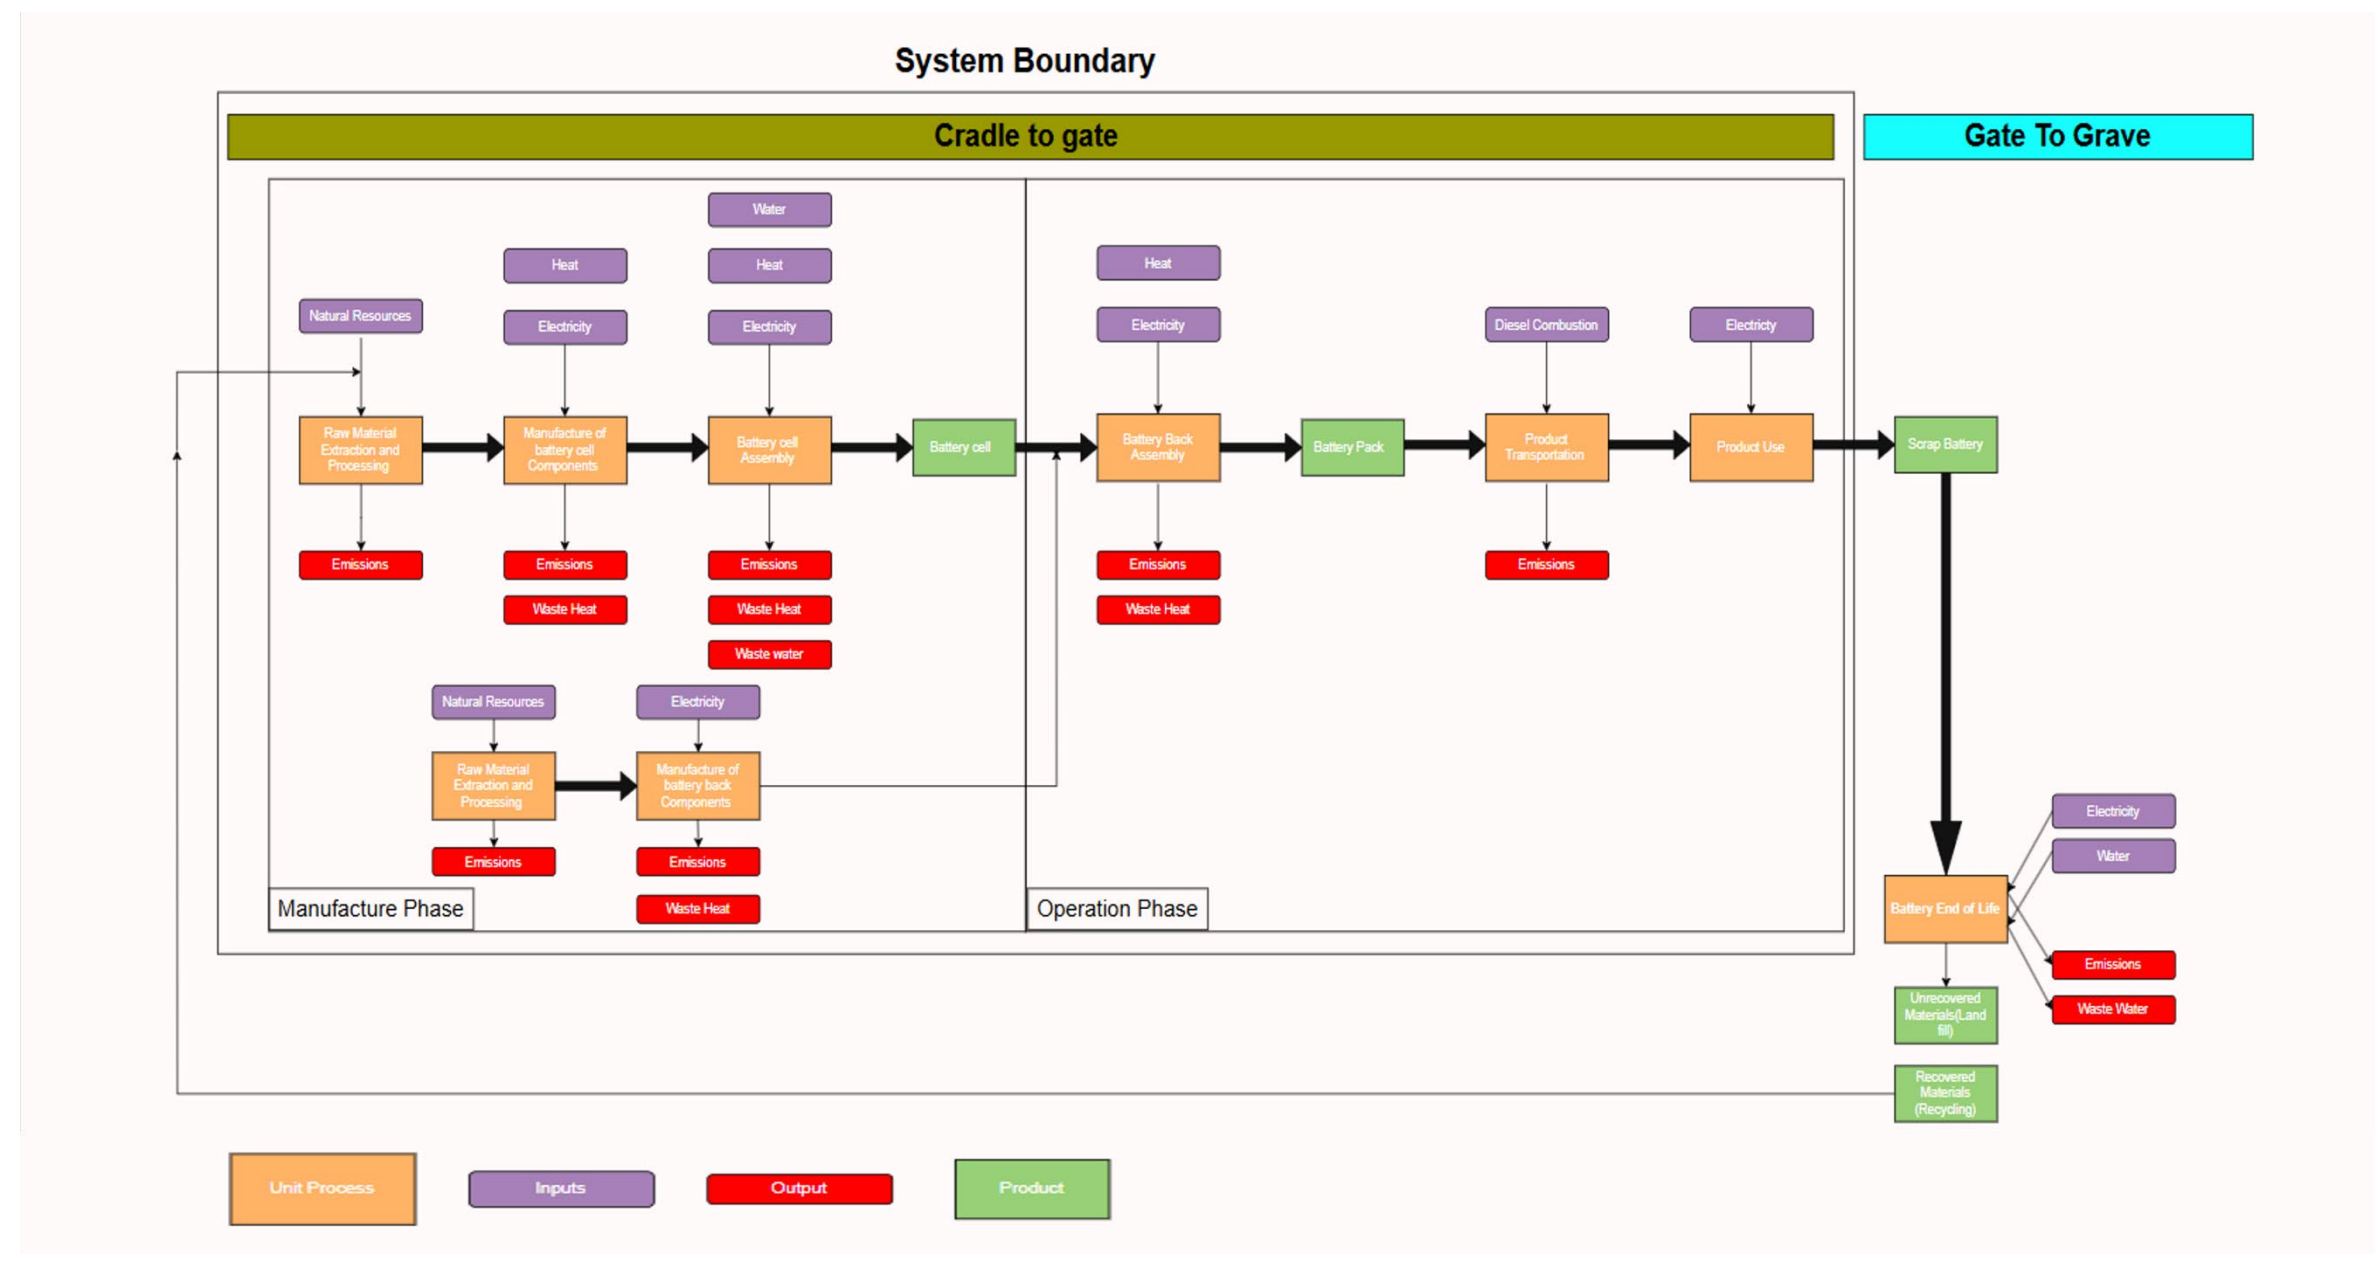 System Boundary
Cradle to gate
Gate To Grave
Water
Heat
Heat
Heat
Natural Resources
Electricity
Electricity
Electricity
Diesel Combustion
Electricty
Raw Material
Extraction and
Processing
Manufacture of
battery cell
Components
Battery cell
Assembly
Battery cell
Battery Back
Assembly
Battery Pack
Product
Transportation
Product Use
Scrap Battery
Emissions
Emissions
Emissions
Emissions
Emissions
Waste Heat
Waste Heat
Waste Heat
Waste water
Natural Resources
Electricity
Raw Material
Extraction and
Processing
Manufacture of
battery back
Components
Emissions
Emissions
Waste Heat
Manufacture Phase
Operation Phase
Electricity
Water
Battery End of Life
Emissions
Waste Water
Unrecovered
Materials(Land
fill)
Recovered
Materials
(Recycling)
Unit Process
Inputs
Output
Product